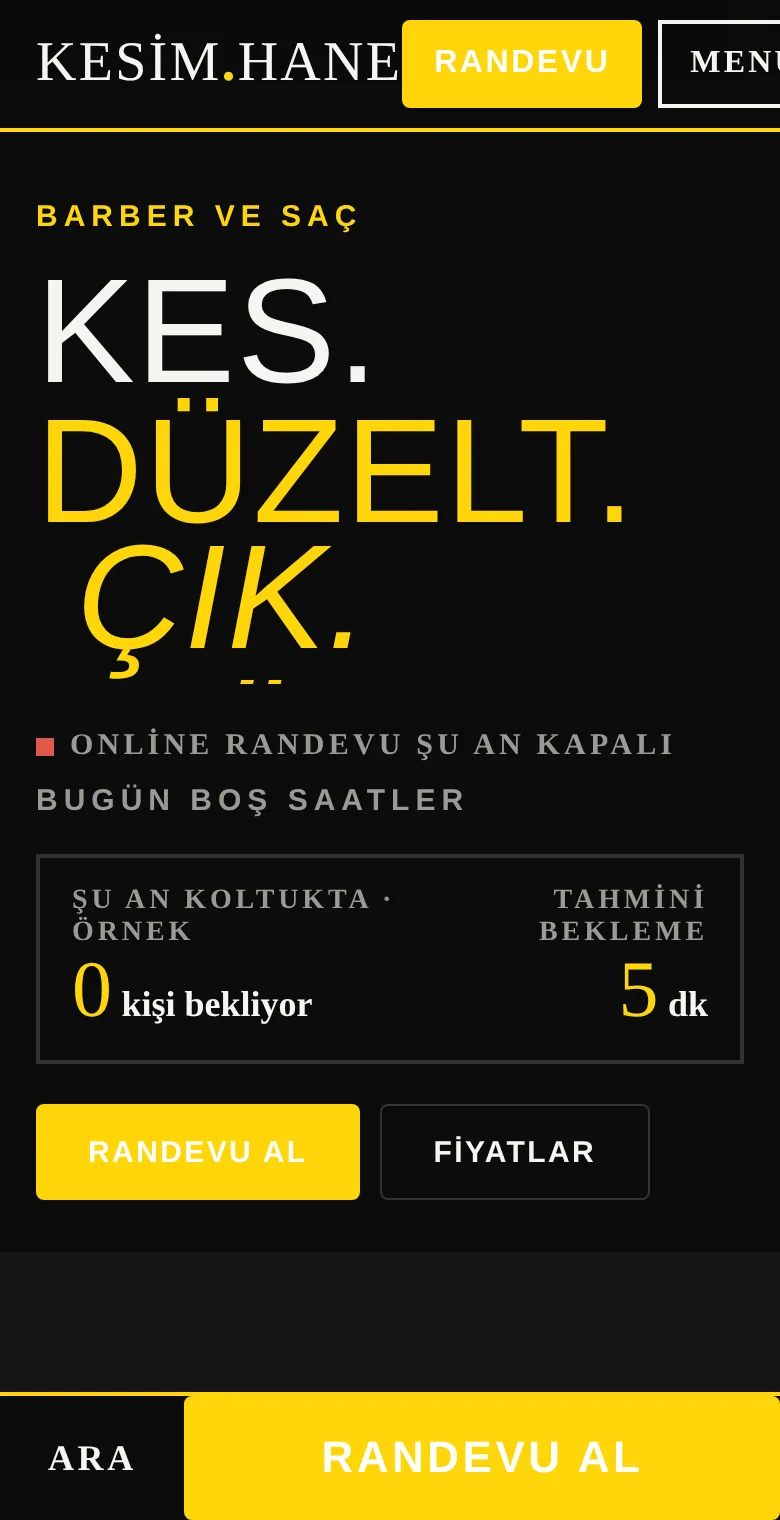 KESİM.HANE RANDEVU
BARBER VE SAÇ
KES.
DÜZELT.
ÇIK.
ONLİNE RANDEVU ŞU AN KAPALI
BUGÜN BOŞ SAATLER
ŞU AN KOLTUKTA · ÖRNEK
TAHMİNİ BEKLEME
0 kişi bekliyor
5 dk
RANDEVU AL
FİYATLAR
ARA
RANDEVU AL